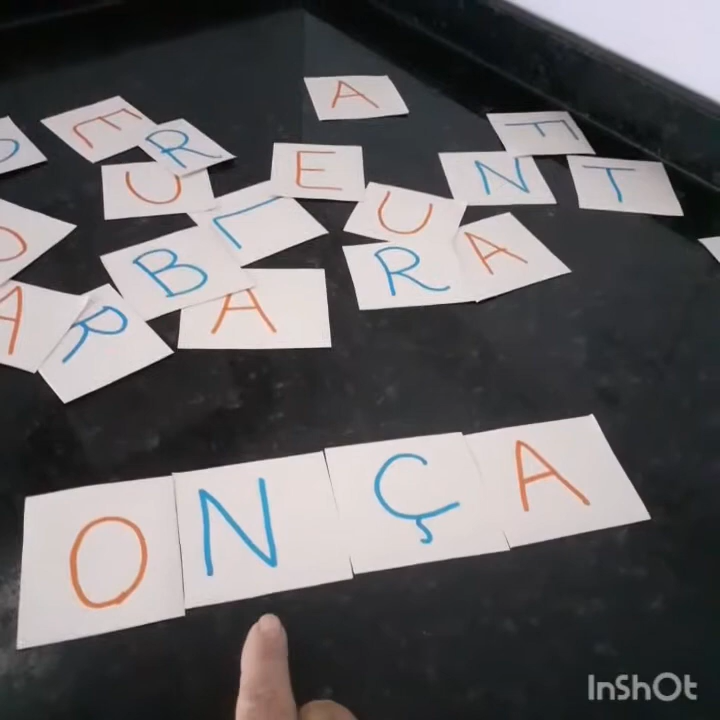 A
E R F
U E N T
L U
O B R A
A R A
ONÇA
InShOt